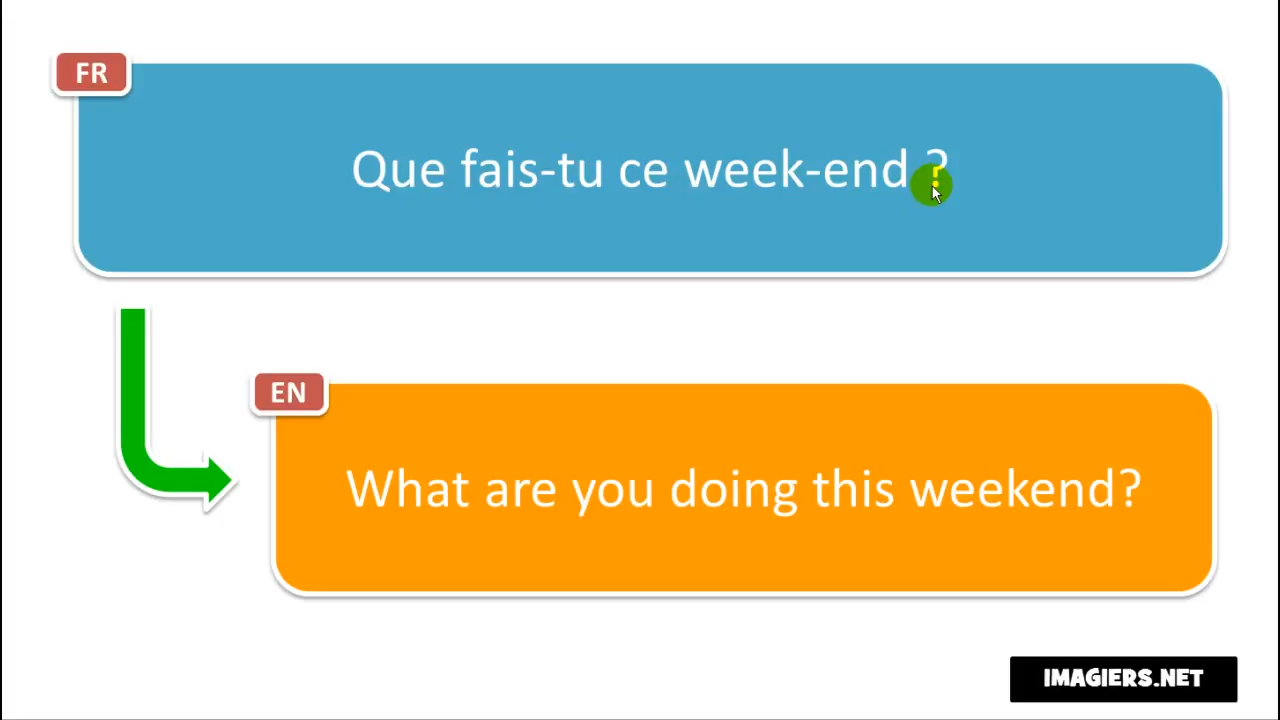 FR
Que fais-tu ce week-end ?
EN
What are you doing this weekend?
IMAGIERS.NET